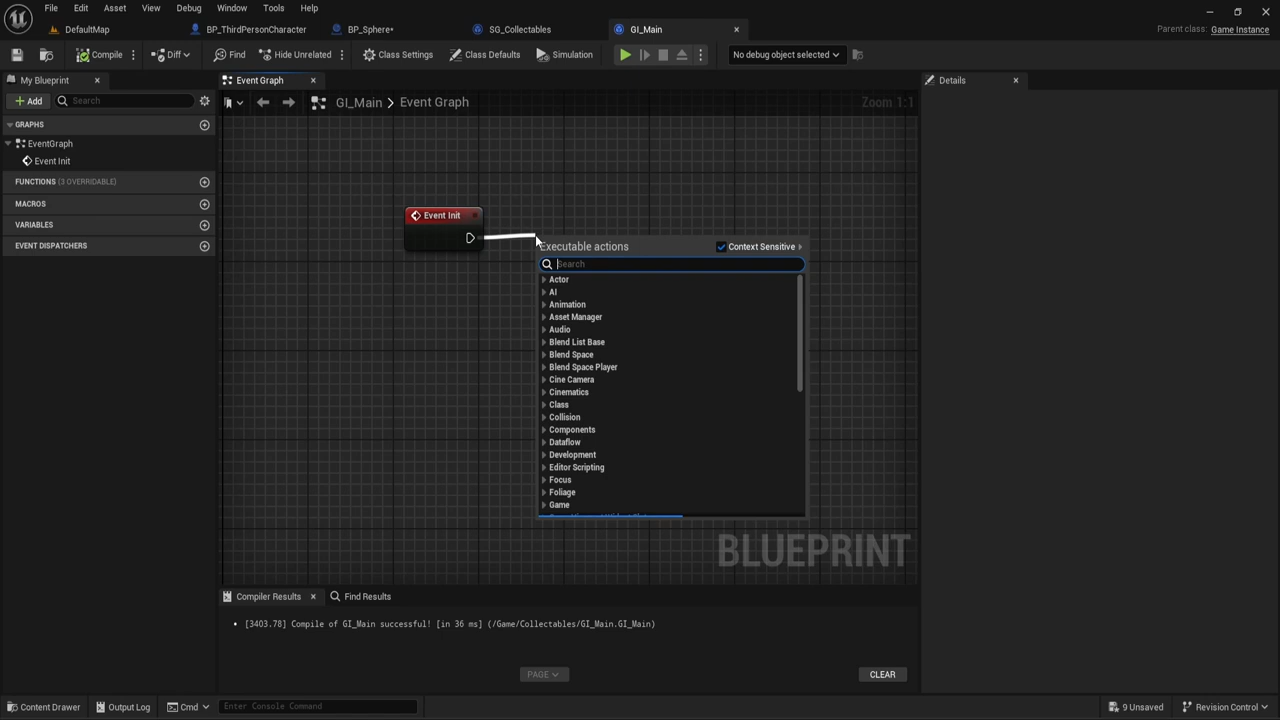 File Edit Asset View Debug Window Tools Help
DefaultMap
BP_ThirdPersonCharacter
BP_Sphere*
SG_Collectables
GI_Main
Parent class: Game Instance
Compile
Diff
Find
Hide Unrelated
Class Settings
Class Defaults
Simulation
No debug object selected
My Blueprint
Event Graph
Details
Add
Search
GI_Main > Event Graph
Zoom 1:1
GRAPHS
EventGraph
Event Init
FUNCTIONS (3 OVERRIDABLE)
MACROS
VARIABLES
EVENT DISPATCHERS
Event Init
Executable actions
Context Sensitive
Search
Actor
AI
Animation
Asset Manager
Audio
Blend List Base
Blend Space
Blend Space Player
Cine Camera
Cinematics
Class
Collision
Components
Dataflow
Development
Editor Scripting
Focus
Foliage
Game
BLUEPRINT
Compiler Results
Find Results
[3403.78] Compile of GI_Main successful! [in 36 ms] (/Game/Collectables/GI_Main.GI_Main)
PAGE
CLEAR
Content Drawer
Output Log
Cmd
Enter Console Command
9 Unsaved
Revision Control